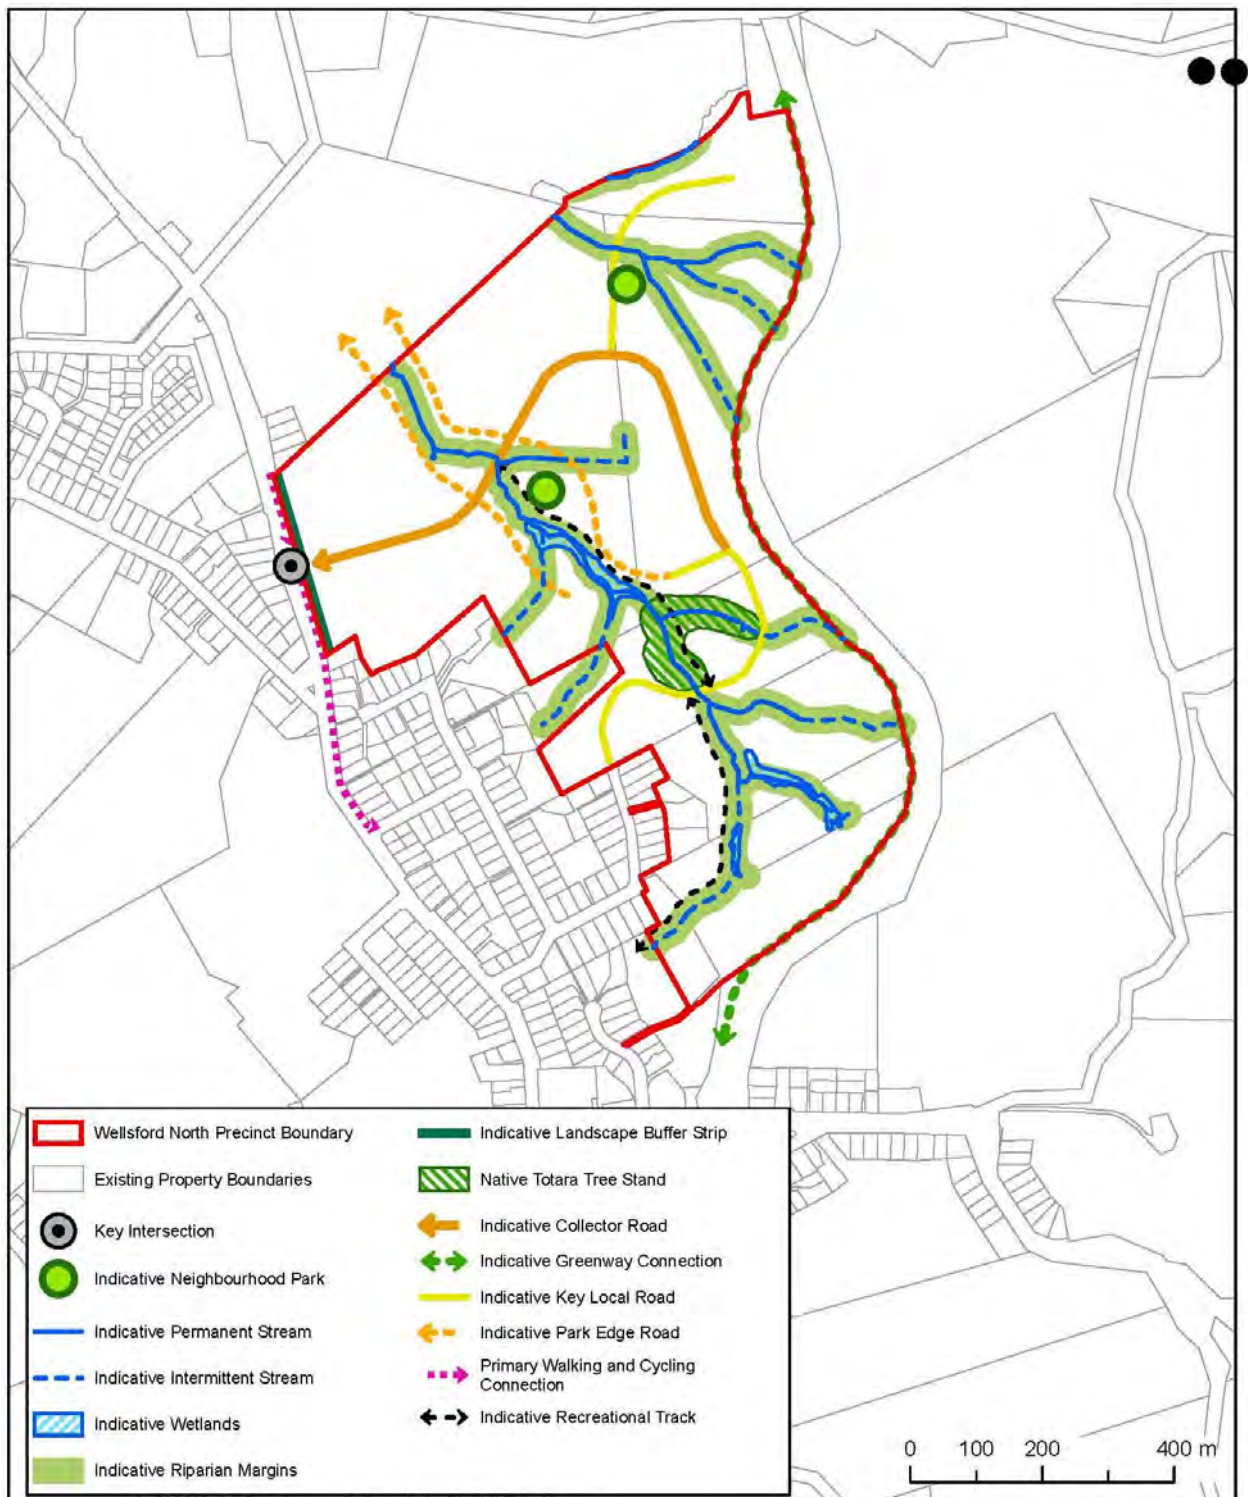 Wellsford North Precinct Boundary
Existing Property Boundaries
Key Intersection
Indicative Neighbourhood Park
Indicative Permanent Stream
Indicative Intermittent Stream
Indicative Wetlands
Indicative Riparian Margins
Indicative Landscape Buffer Strip
Native Totara Tree Stand
Indicative Collector Road
Indicative Greenway Connection
Indicative Key Local Road
Indicative Park Edge Road
Primary Walking and Cycling
Connection
Indicative Recreational Track
0 100 200 400 m